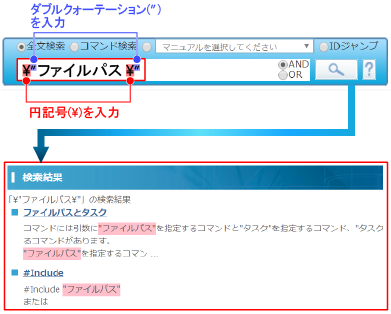 ダブルクォーテーション(")
を入力
全文検索 コマンド検索 マニュアルを選択してください IDジャンプ
¥"ファイルパス¥" AND
OR ?
円記号(¥)を入力
検索結果
「¥"ファイルパス¥"」の検索結果
ファイルパスとタスク
コマンドには引数に"ファイルパス"を指定するコマンドと"タスク"を指定するコマンド、"タスク
るコマンドがあります。
"ファイルパス"を指定するコマン ...
#Include
#Include "ファイルパス"
または